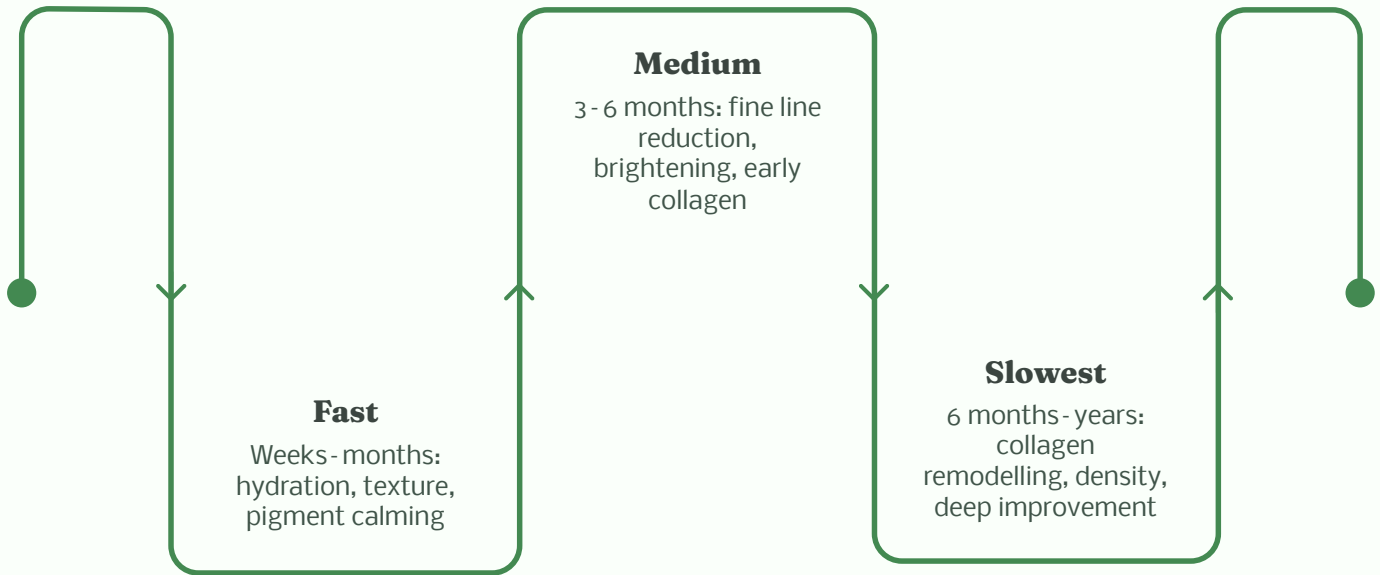 Medium
3-6 months: fine line
reduction,
brightening, early
collagen
Slowest
6 months-years:
collagen
remodelling, density,
deep improvement
Fast
Weeks-months:
hydration, texture,
pigment calming